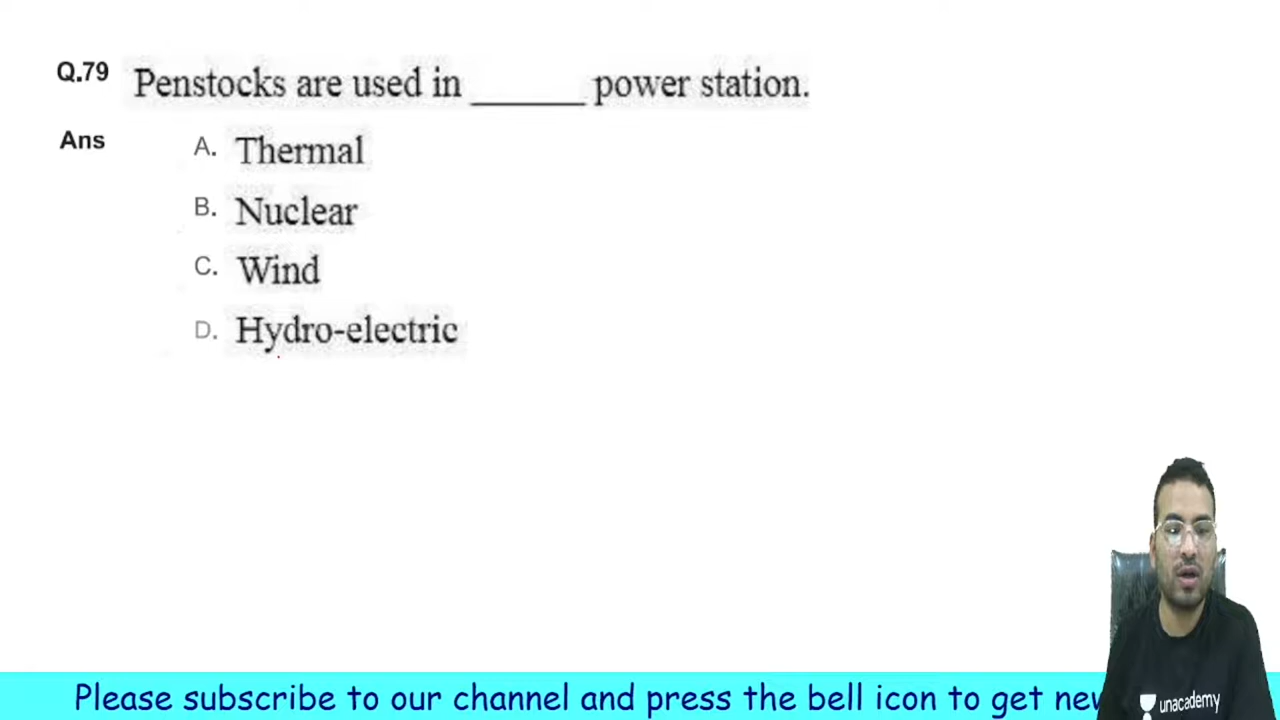 Q.79 Penstocks are used in ______ power station.
Ans A. Thermal
B. Nuclear
C. Wind
D. Hydro-electric
Please subscribe to our channel and press the bell icon to get new
unacademy